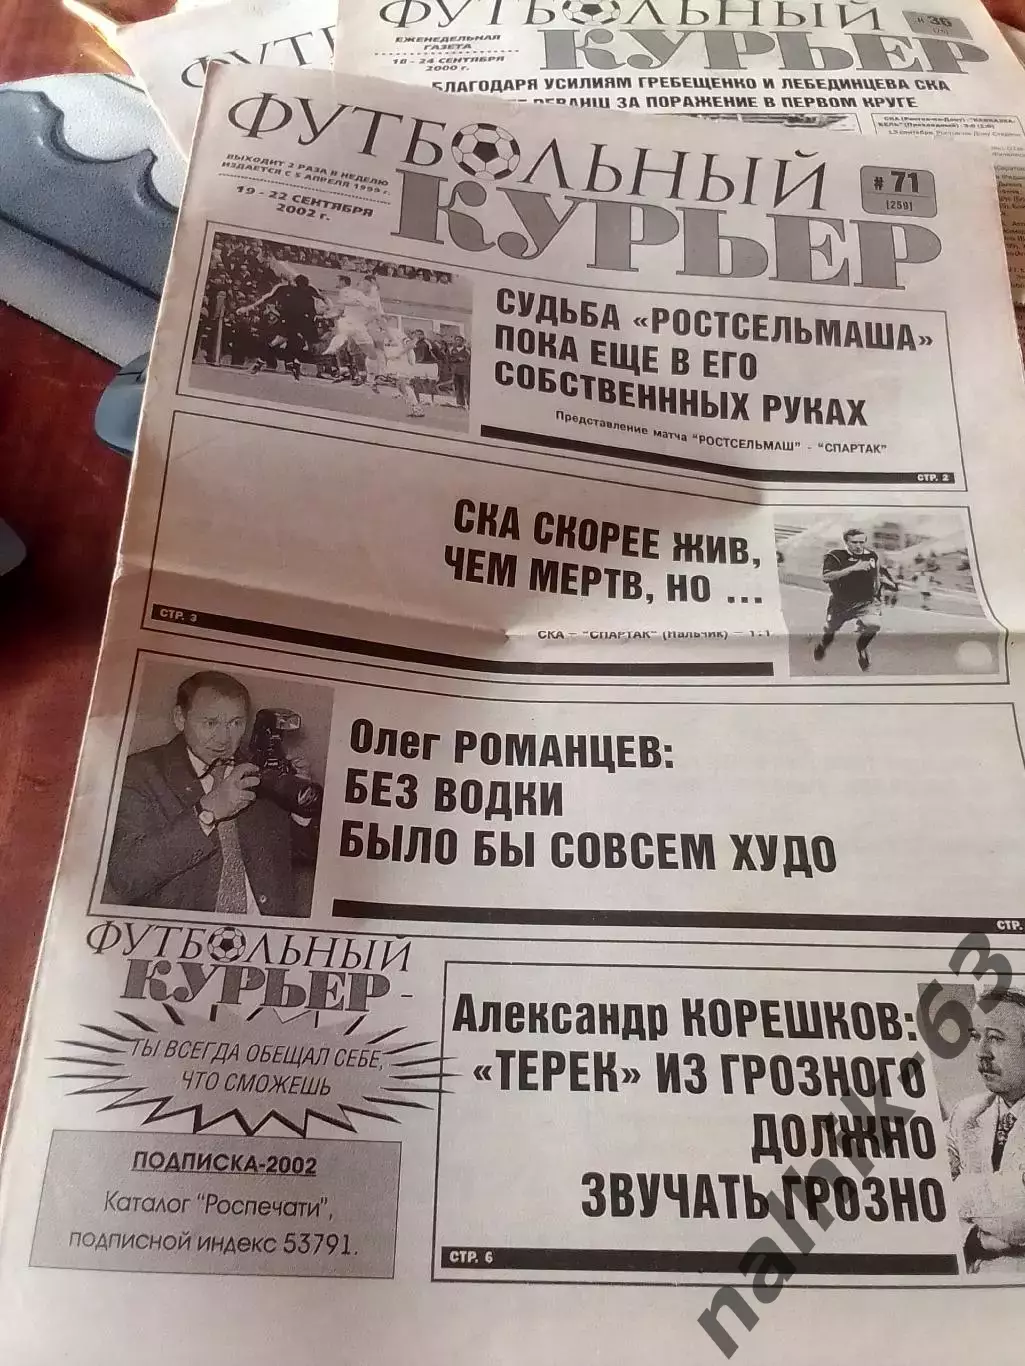 ФУТБОЛЬНЫЙ
КУРЬЕР
# 36
ЕЖЕНЕДЕЛЬНАЯ
ГАЗЕТА
18 - 24 СЕНТЯБРЯ
2000 г.
БЛАГОДАРЯ УСИЛИЯМ ГРЕБЕЩЕНКО И ЛЕБЕДИНЦЕВА СКА
РЕВАНШ ЗА ПОРАЖЕНИЕ В ПЕРВОМ КРУГЕ
ФУТБОЛЬНЫЙ
КУРЬЕР
ВЫХОДИТ 2 РАЗА В НЕДЕЛЮ
ИЗДАЕТСЯ С 5 АПРЕЛЯ 1999 г.
19 - 22 СЕНТЯБРЯ
2002 г.
# 71
[259]
СУДЬБА «РОСТСЕЛЬМАША»
ПОКА ЕЩЕ В ЕГО
СОБСТВЕНННЫХ РУКАХ
Представление матча "РОСТСЕЛЬМАШ" - "СПАРТАК"
СТР. 2
СКА СКОРЕЕ ЖИВ,
ЧЕМ МЕРТВ, НО ...
СТР. 3
СКА – "СПАРТАК" (Нальчик) – 1:1
Олег РОМАНЦЕВ:
БЕЗ ВОДКИ
БЫЛО БЫ СОВСЕМ ХУДО
СТР.
ФУТБОЛЬНЫЙ
КУРЬЕР -
ТЫ ВСЕГДА ОБЕЩАЛ СЕБЕ,
ЧТО СМОЖЕШЬ
ПОДПИСКА-2002
Каталог "Роспечати",
подписной индекс 53791.
Александр КОРЕШКОВ:
«ТЕРЕК» ИЗ ГРОЗНОГО
ДОЛЖНО
ЗВУЧАТЬ ГРОЗНО
СТР. 6
nalnik-63